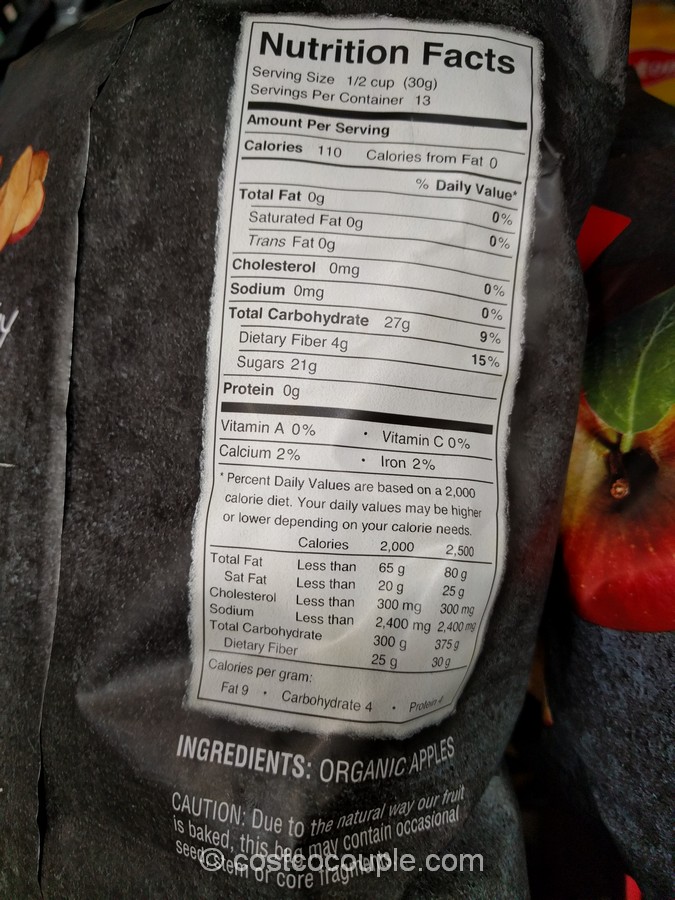 Nutrition Facts
Serving Size 1/2 cup (30g)
Servings Per Container 13
Amount Per Serving
Calories 110 Calories from Fat 0
% Daily Value*
Total Fat 0g 0%
Saturated Fat 0g 0%
Trans Fat 0g
Cholesterol 0mg 0%
Sodium 0mg 0%
Total Carbohydrate 27g 9%
Dietary Fiber 4g 15%
Sugars 21g
Protein 0g
Vitamin A 0% • Vitamin C 0%
Calcium 2% • Iron 2%
* Percent Daily Values are based on a 2,000
calorie diet. Your daily values may be higher
or lower depending on your calorie needs.
Calories 2,000 2,500
Total Fat Less than 65 g 80 g
Sat Fat Less than 20 g 25 g
Cholesterol Less than 300 mg 300 mg
Sodium Less than 2,400 mg 2,400 mg
Total Carbohydrate 300 g 375 g
Dietary Fiber 25 g 30 g
Calories per gram:
Fat 9 • Carbohydrate 4 • Protein 4
INGREDIENTS: ORGANIC APPLES
CAUTION: Due to the natural way our fruit
is baked, this bag may contain occasional
seed, stem or core fragments.
© costcocouple.com